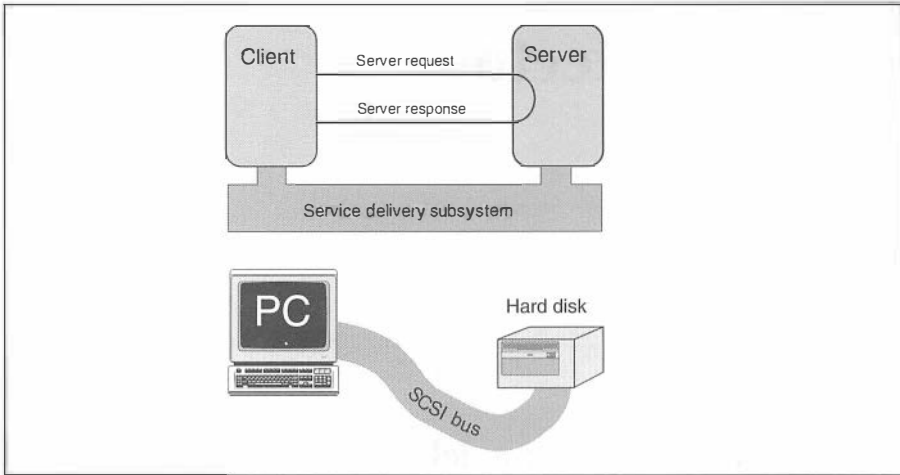 Client
Server
Server request
Server response
Service delivery subsystem
PC
Hard disk
SCSI bus